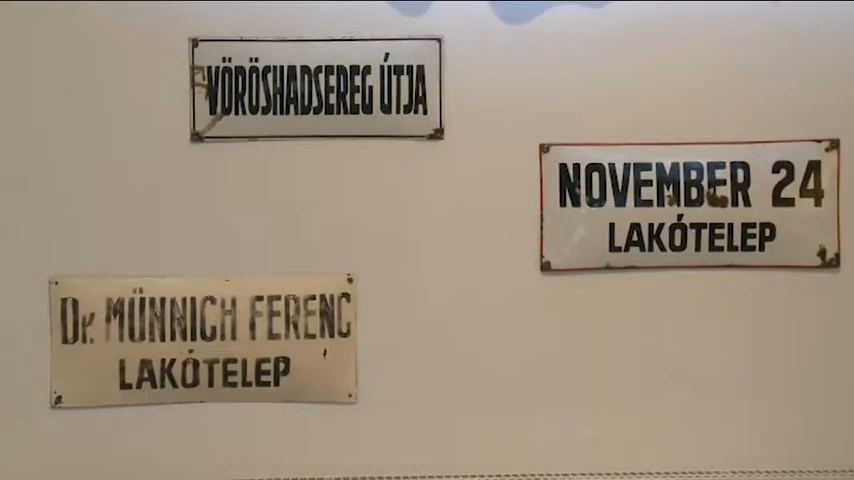 VÖRÖSHADSEREG ÚTJA
NOVEMBER 24
LAKÓTELEP
Dr. MÜNNICH FERENC
LAKÓTELEP